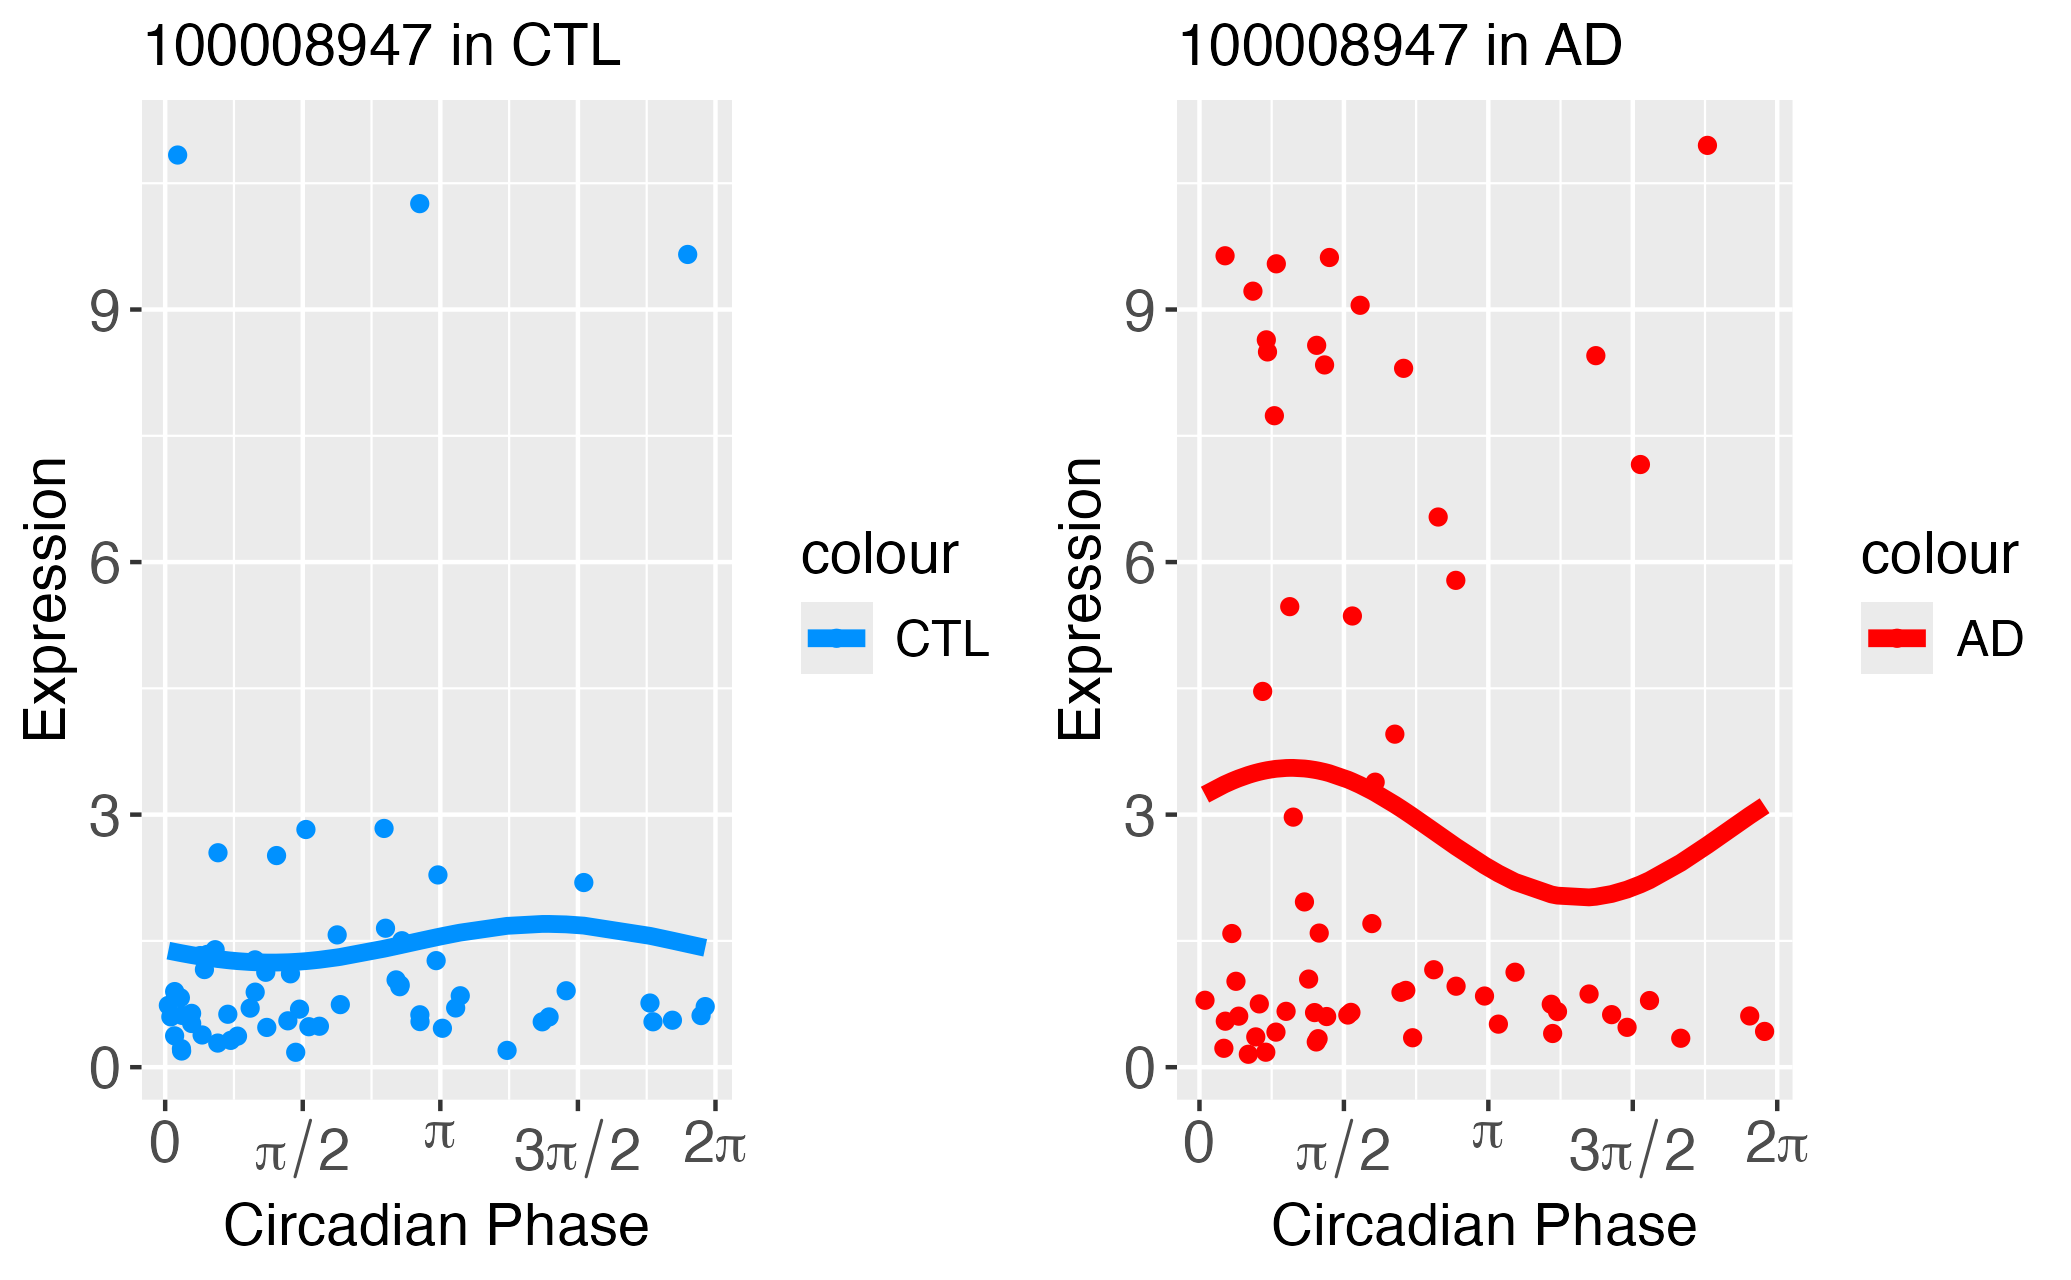 100008947 in CTL
Expression
9
6
3
0
0
π/2
π
3π/2
2π
Circadian Phase
colour
CTL
100008947 in AD
Expression
9
6
3
0
0
π/2
π
3π/2
2π
Circadian Phase
colour
AD